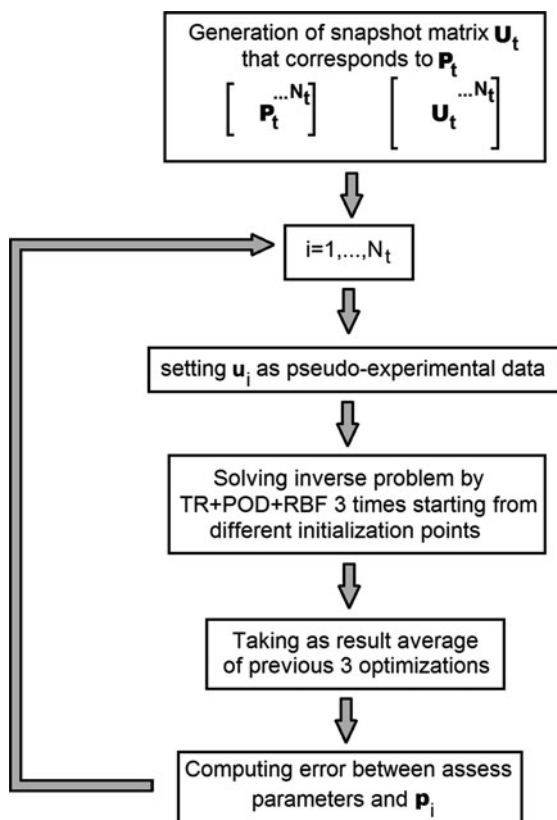 Generation of snapshot matrix U_t
that corresponds to P_t
[ P_t ...N_t ] [ U_t ...N_t ]
i=1,...,N_t
setting u_i as pseudo-experimental data
Solving inverse problem by
TR+POD+RBF 3 times starting from
different initialization points
Taking as result average
of previous 3 optimizations
Computing error between assess
parameters and p_i